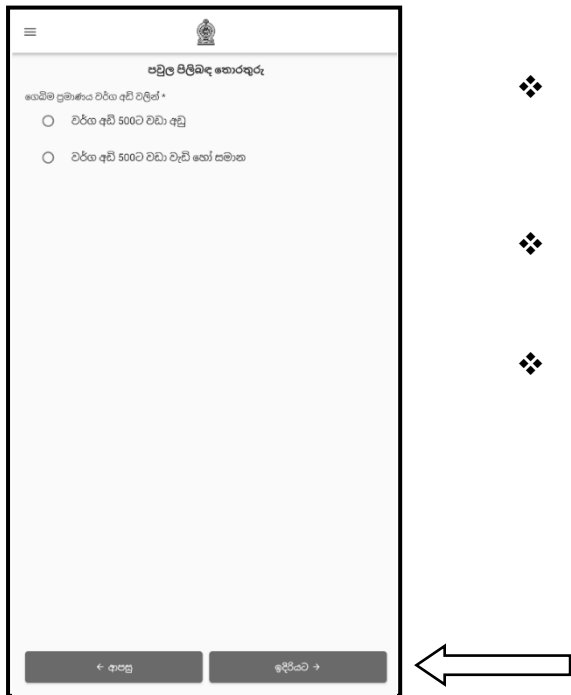 පවුල පිලිබඳ තොරතුරු
ගෙබිම ප්‍රමාණය වර්ග අඩි වලින් *
වර්ග අඩි 500ට වඩා අඩු
වර්ග අඩි 500ට වඩා වැඩි හෝ සමාන
← ආපසු
ඉදිරියට →